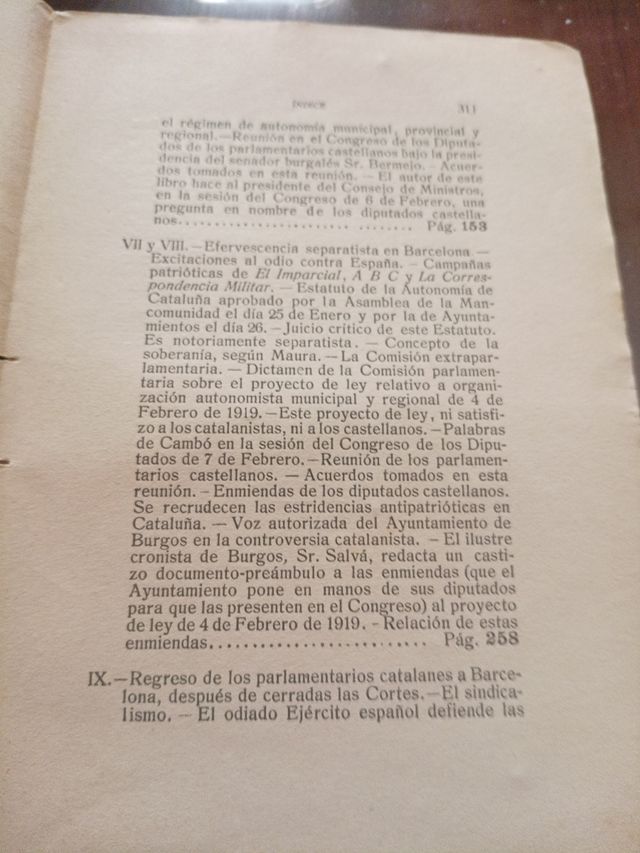 ÍNDICE 311
el régimen de autonomía municipal, provincial y
regional.—Reunión en el Congreso de los Diputa-
dos de los parlamentarios castellanos bajo la presi-
dencia del senador burgalés Sr. Bermejo. - Acuer-
dos tomados en esta reunión. — El autor de este
libro hace al presidente del Consejo de Ministros,
en la sesión del Congreso de 6 de Febrero, una
pregunta en nombre de los diputados castella-
nos........................ ........ Pág. 153
VII y VIII.—Efervescencia separatista en Barcelona.—
Excitaciones al odio contra España. - Campañas
patrióticas de El Imparcial, A B C y La Corres-
pondencia Militar. — Estatuto de la Autonomía de
Cataluña aprobado por la Asamblea de la Man-
comunidad el día 25 de Enero y por la de Ayunta-
mientos el día 26. —Juicio crítico de este Estatuto.
Es notoriamente separatista. — Concepto de la
soberanía, según Maura. — La Comisión extrapar-
lamentaria. — Dictamen de la Comisión parlamen-
taria sobre el proyecto de ley relativo a organi-
zación autonomista municipal y regional de 4 de
Febrero de 1919.—Este proyecto de ley, ni satisfi-
zo a los catalanistas, ni a los castellanos. —Palabras
de Cambó en la sesión del Congreso de los Dipu-
tados de 7 de Febrero.—Reunión de los parlamen-
tarios castellanos. — Acuerdos tomados en esta
reunión. - Enmiendas de los diputados castellanos.
Se recrudecen las estridencias antipatrióticas en
Cataluña. — Voz autorizada del Ayuntamiento de
Burgos en la controversia catalanista. - El ilustre
cronista de Burgos, Sr. Salvá, redacta un casti-
zo documento-preámbulo a las enmiendas (que el
Ayuntamiento pone en manos de sus diputados
para que las presenten en el Congreso) al proyecto
de ley de 4 de Febrero de 1919. - Relación de estas
enmiendas........................... Pág. 258
IX.—Regreso de los parlamentarios catalanes a Barce-
lona, después de cerradas las Cortes.—El sindica-
lismo. — El odiado Ejército español defiende las